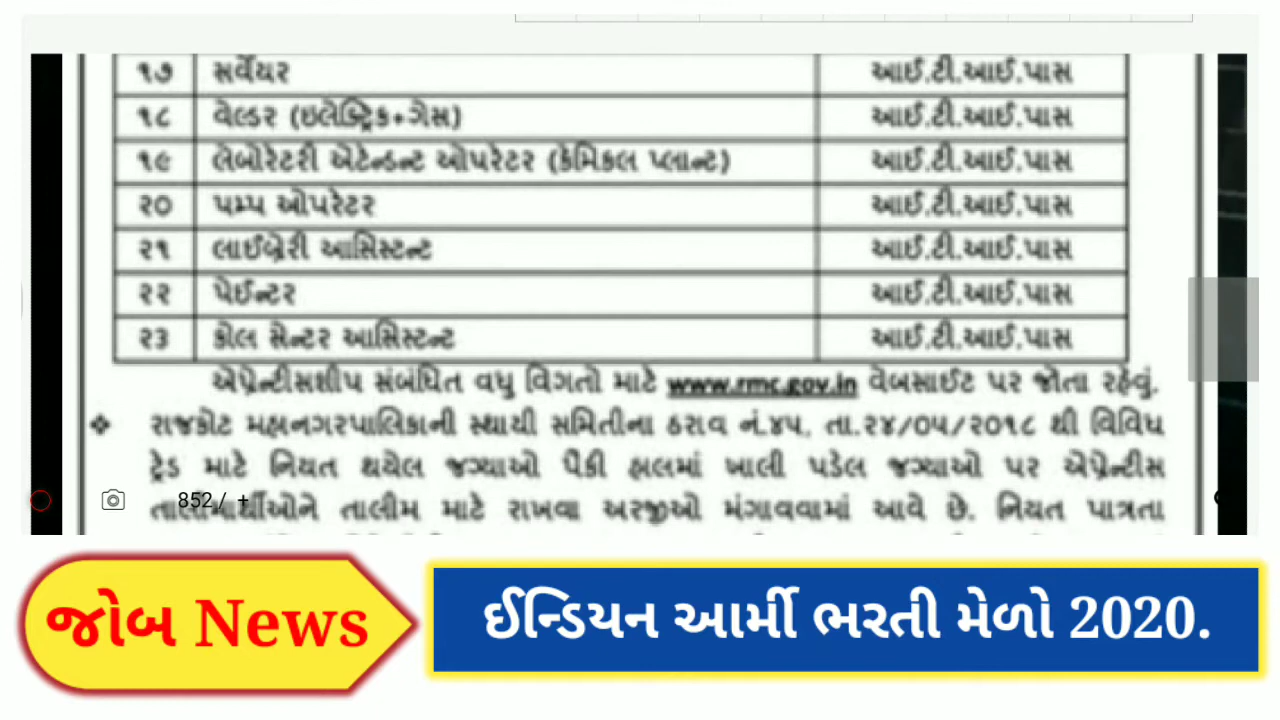 ૧૭ સર્વેયર આઈ.ટી.આઈ.પાસ
૧૮ વેલ્ડર (ઇલેક્ટ્રિક+ગેસ) આઈ.ટી.આઈ.પાસ
૧૯ લેબોરેટરી એટેન્ડન્ટ ઓપરેટર (કેમિકલ પ્લાન્ટ) આઈ.ટી.આઈ.પાસ
૨૦ પમ્પ ઓપરેટર આઈ.ટી.આઈ.પાસ
૨૧ લાઈબ્રેરી આસિસ્ટન્ટ આઈ.ટી.આઈ.પાસ
૨૨ પેઈન્ટર આઈ.ટી.આઈ.પાસ
૨૩ કોલ સેન્ટર આસિસ્ટન્ટ આઈ.ટી.આઈ.પાસ
એપ્રેન્ટીસશીપ સંબંધિત વધુ વિગતો માટે www.rmc.gov.in વેબસાઈટ પર જોતા રહેવું.
❖ રાજકોટ મહાનગરપાલિકાની સ્થાયી સમિતીના ઠરાવ નં.૪૫, તા.૨૪/૦૫/૨૦૧૮ થી વિવિધ
ટ્રેડ માટે નિયત થયેલ જગ્યાઓ પૈકી હાલમાં ખાલી પડેલ જગ્યાઓ પર એપ્રેન્ટીસ
તાલીમાર્થીઓને તાલીમ માટે રાખવા અરજીઓ મંગાવવામાં આવે છે. નિયત પાત્રતા
852 / +
જોબ News
ઈન્ડિયન આર્મી ભરતી મેળો 2020.